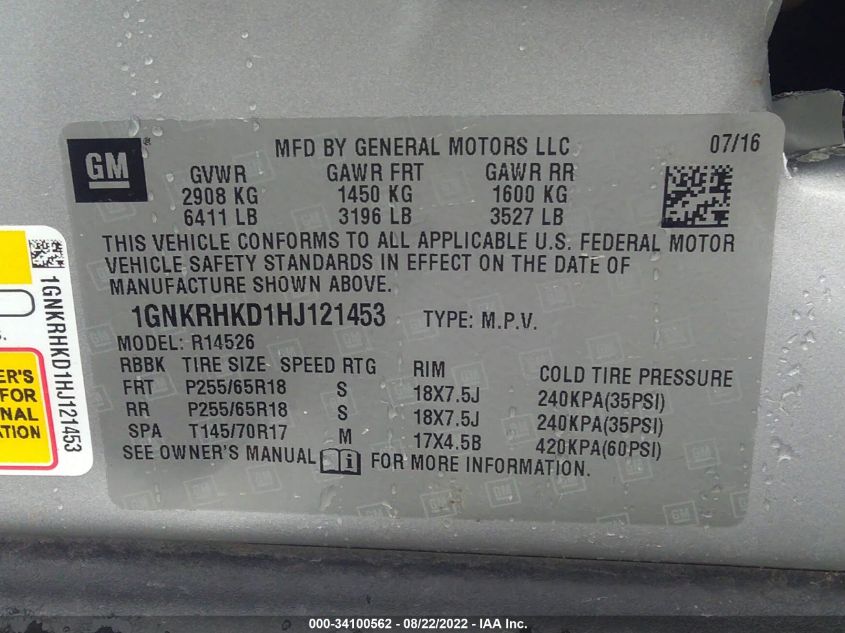 GM
MFD BY GENERAL MOTORS LLC
07/16
GVWR GAWR FRT GAWR RR
2908 KG 1450 KG 1600 KG
6411 LB 3196 LB 3527 LB
THIS VEHICLE CONFORMS TO ALL APPLICABLE U.S. FEDERAL MOTOR
VEHICLE SAFETY STANDARDS IN EFFECT ON THE DATE OF
MANUFACTURE SHOWN ABOVE.
1GNKRHKD1HJ121453 TYPE: M.P.V.
MODEL: R14526
RBBK TIRE SIZE SPEED RTG RIM COLD TIRE PRESSURE
FRT P255/65R18 S 18X7.5J 240KPA(35PSI)
RR P255/65R18 S 18X7.5J 240KPA(35PSI)
SPA T145/70R17 M 17X4.5B 420KPA(60PSI)
SEE OWNER'S MANUAL FOR MORE INFORMATION.
1GNKRHKD1HJ121453
ER'S
FOR
NAL
ATION
000-34100562 - 08/22/2022 - IAA Inc.